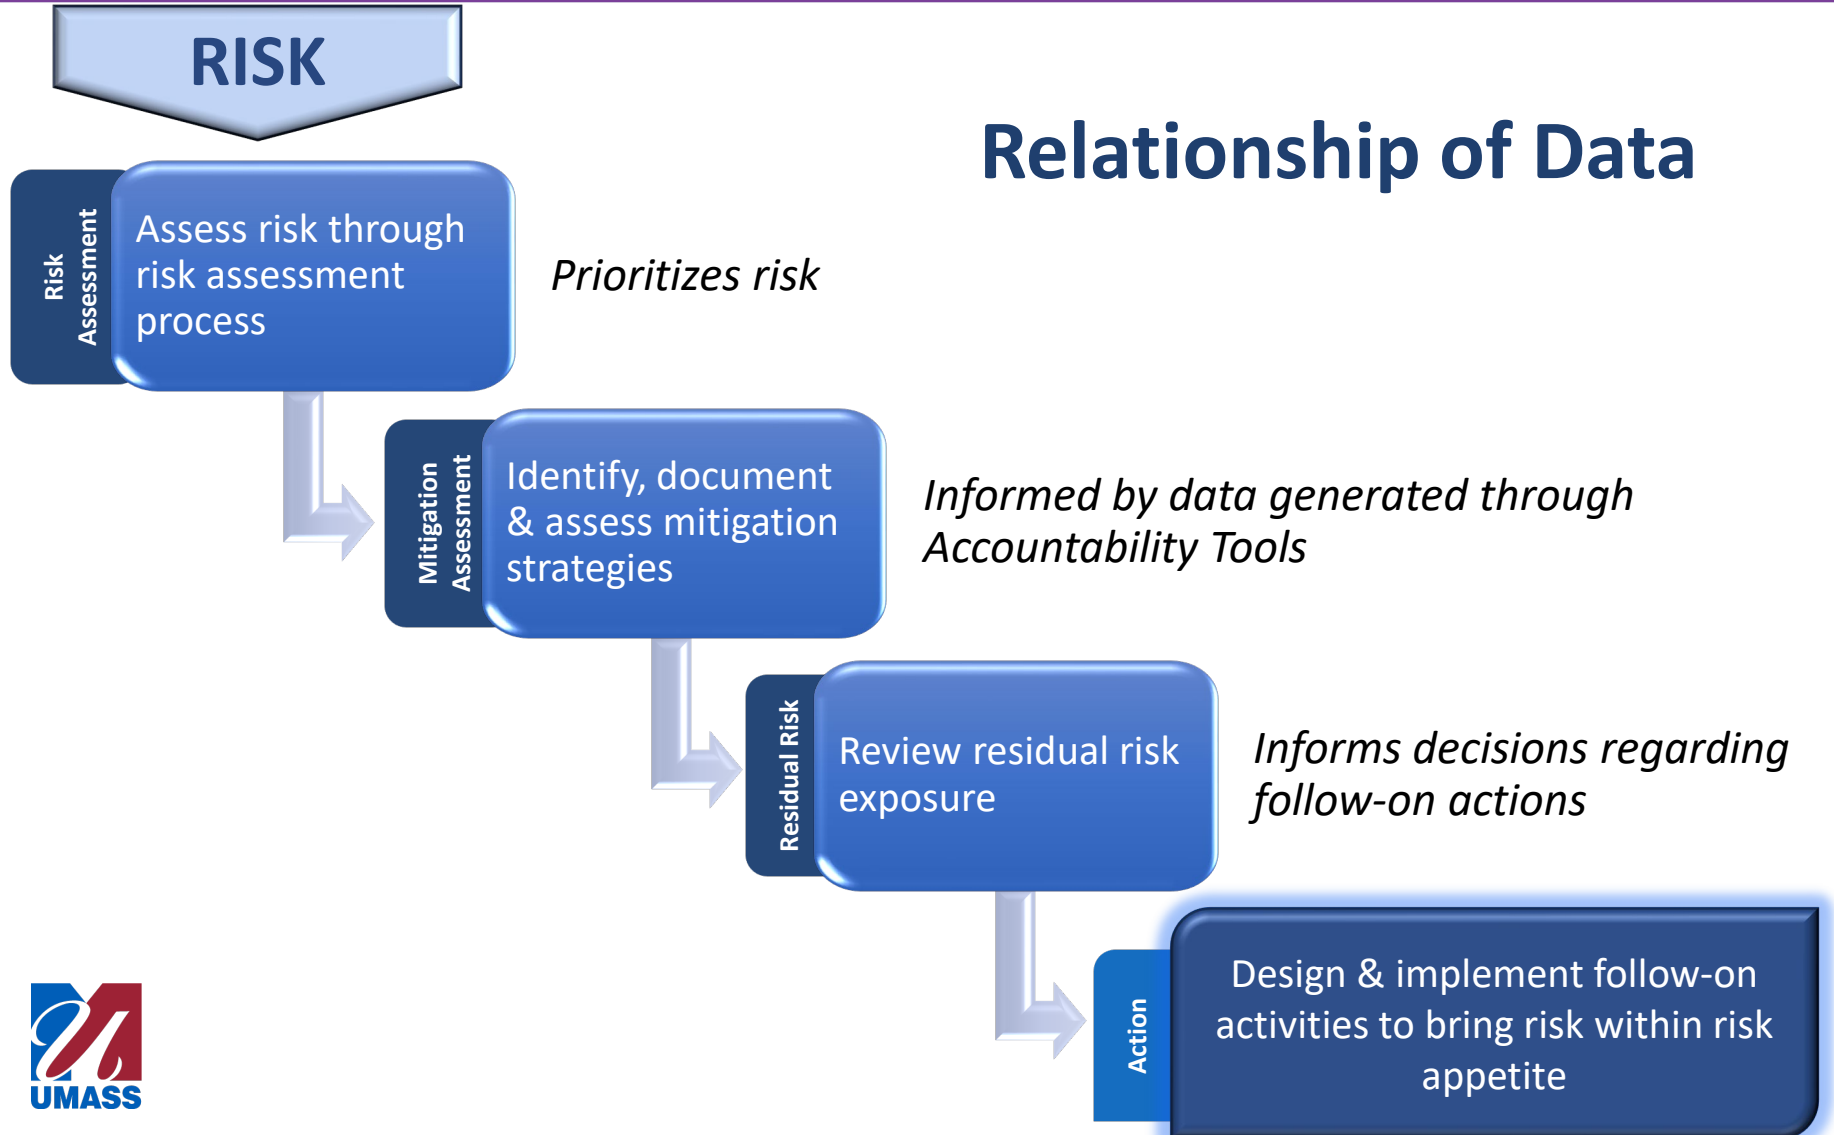 RISK
Relationship of Data
Risk
Assessment
Assess risk through
risk assessment
process
Prioritizes risk
Mitigation
Assessment
Identify, document
& assess mitigation
strategies
Informed by data generated through
Accountability Tools
Residual Risk
Review residual risk
exposure
Informs decisions regarding
follow-on actions
Action
Design & implement follow-on
activities to bring risk within risk
appetite
UMASS